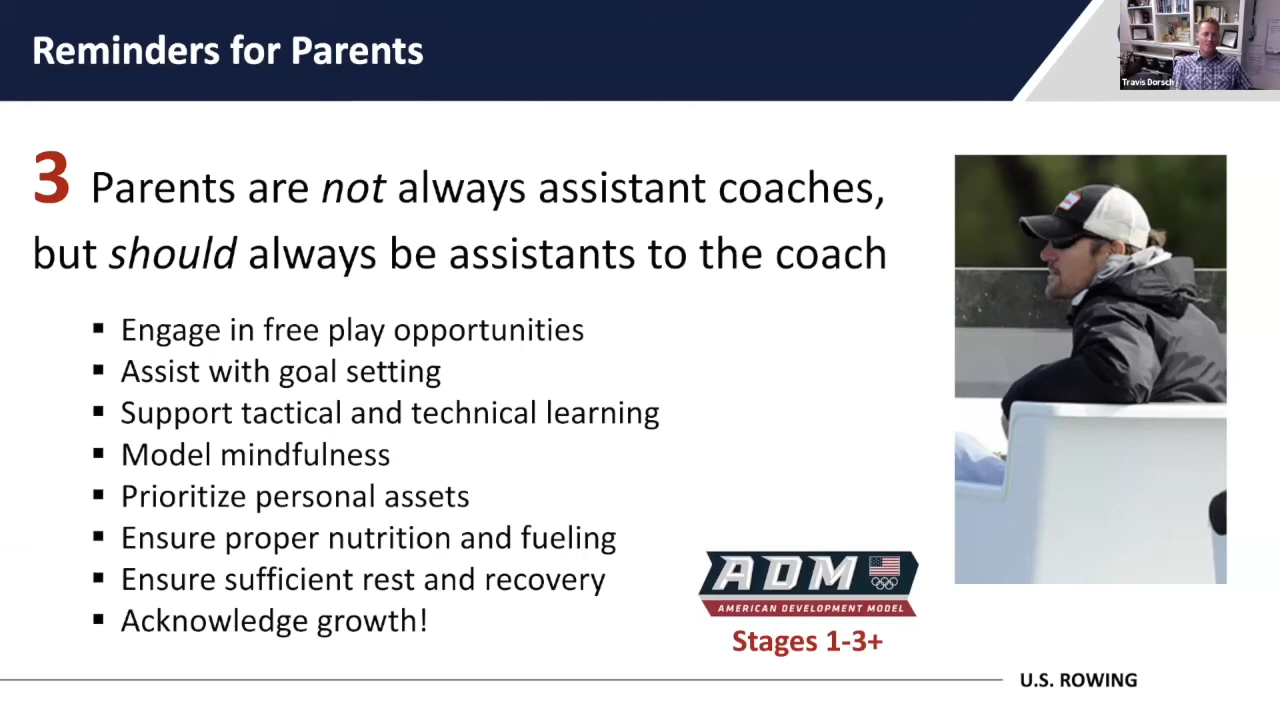 Reminders for Parents
Travis Dorsch
3 Parents are not always assistant coaches,
but should always be assistants to the coach
▪ Engage in free play opportunities
▪ Assist with goal setting
▪ Support tactical and technical learning
▪ Model mindfulness
▪ Prioritize personal assets
▪ Ensure proper nutrition and fueling
▪ Ensure sufficient rest and recovery
▪ Acknowledge growth!
ADM
AMERICAN DEVELOPMENT MODEL
Stages 1-3+
U.S. ROWING